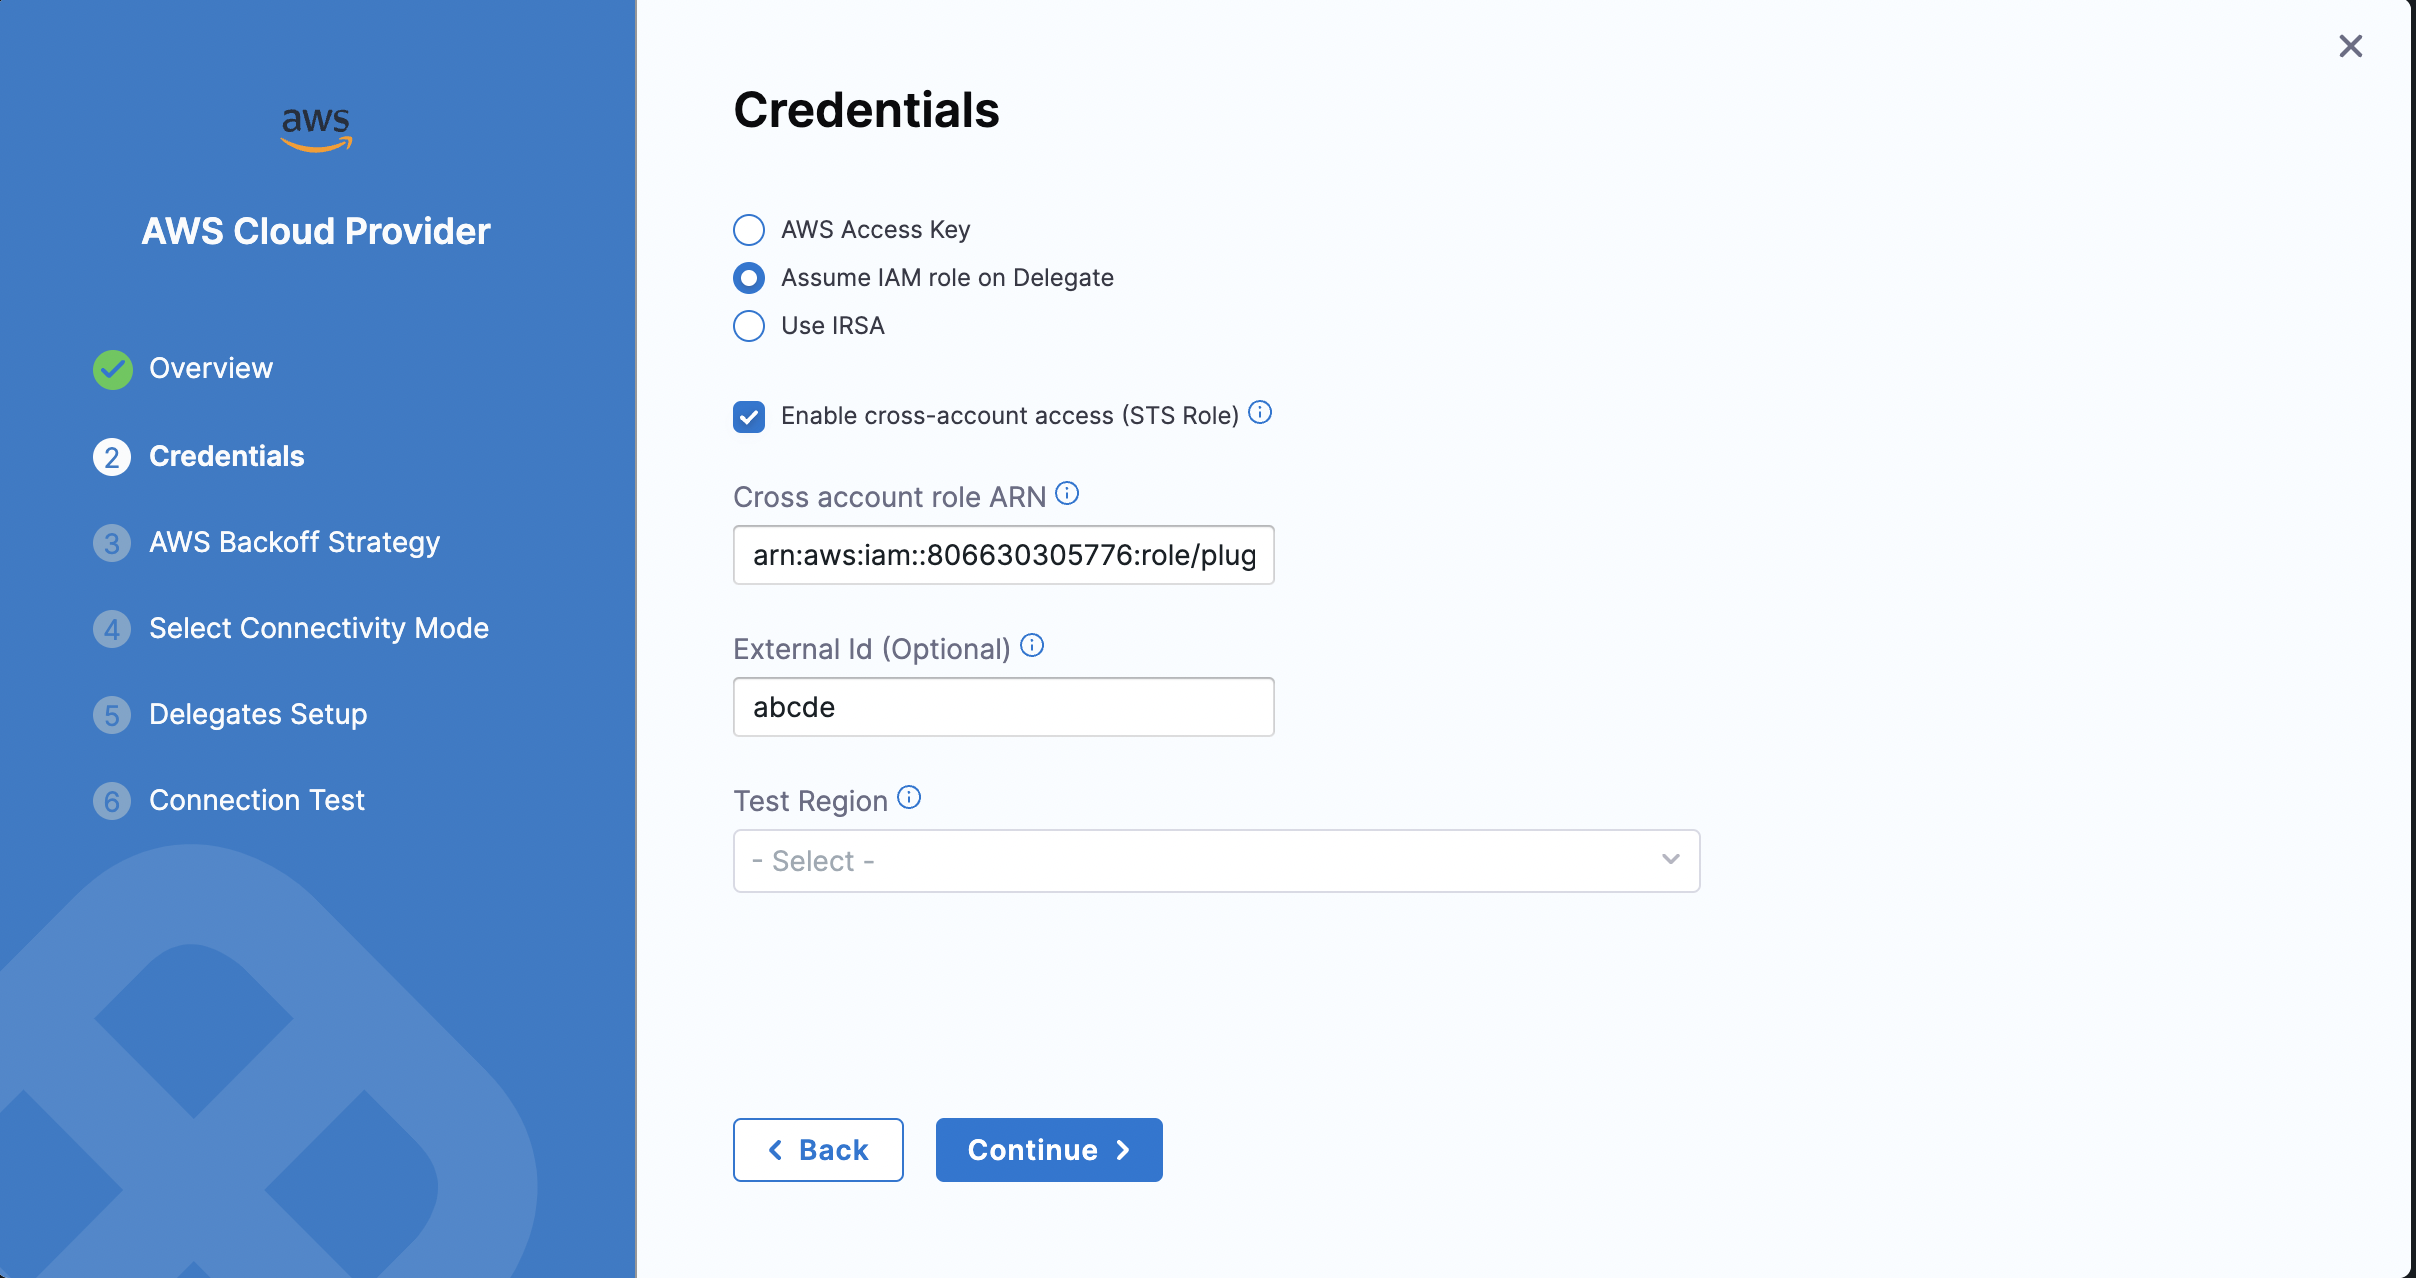 aws
AWS Cloud Provider
Overview
2 Credentials
3 AWS Backoff Strategy
4 Select Connectivity Mode
5 Delegates Setup
6 Connection Test
Credentials
AWS Access Key
Assume IAM role on Delegate
Use IRSA
Enable cross-account access (STS Role)
Cross account role ARN
arn:aws:iam::806630305776:role/plug
External Id (Optional)
abcde
Test Region
- Select -
Back
Continue